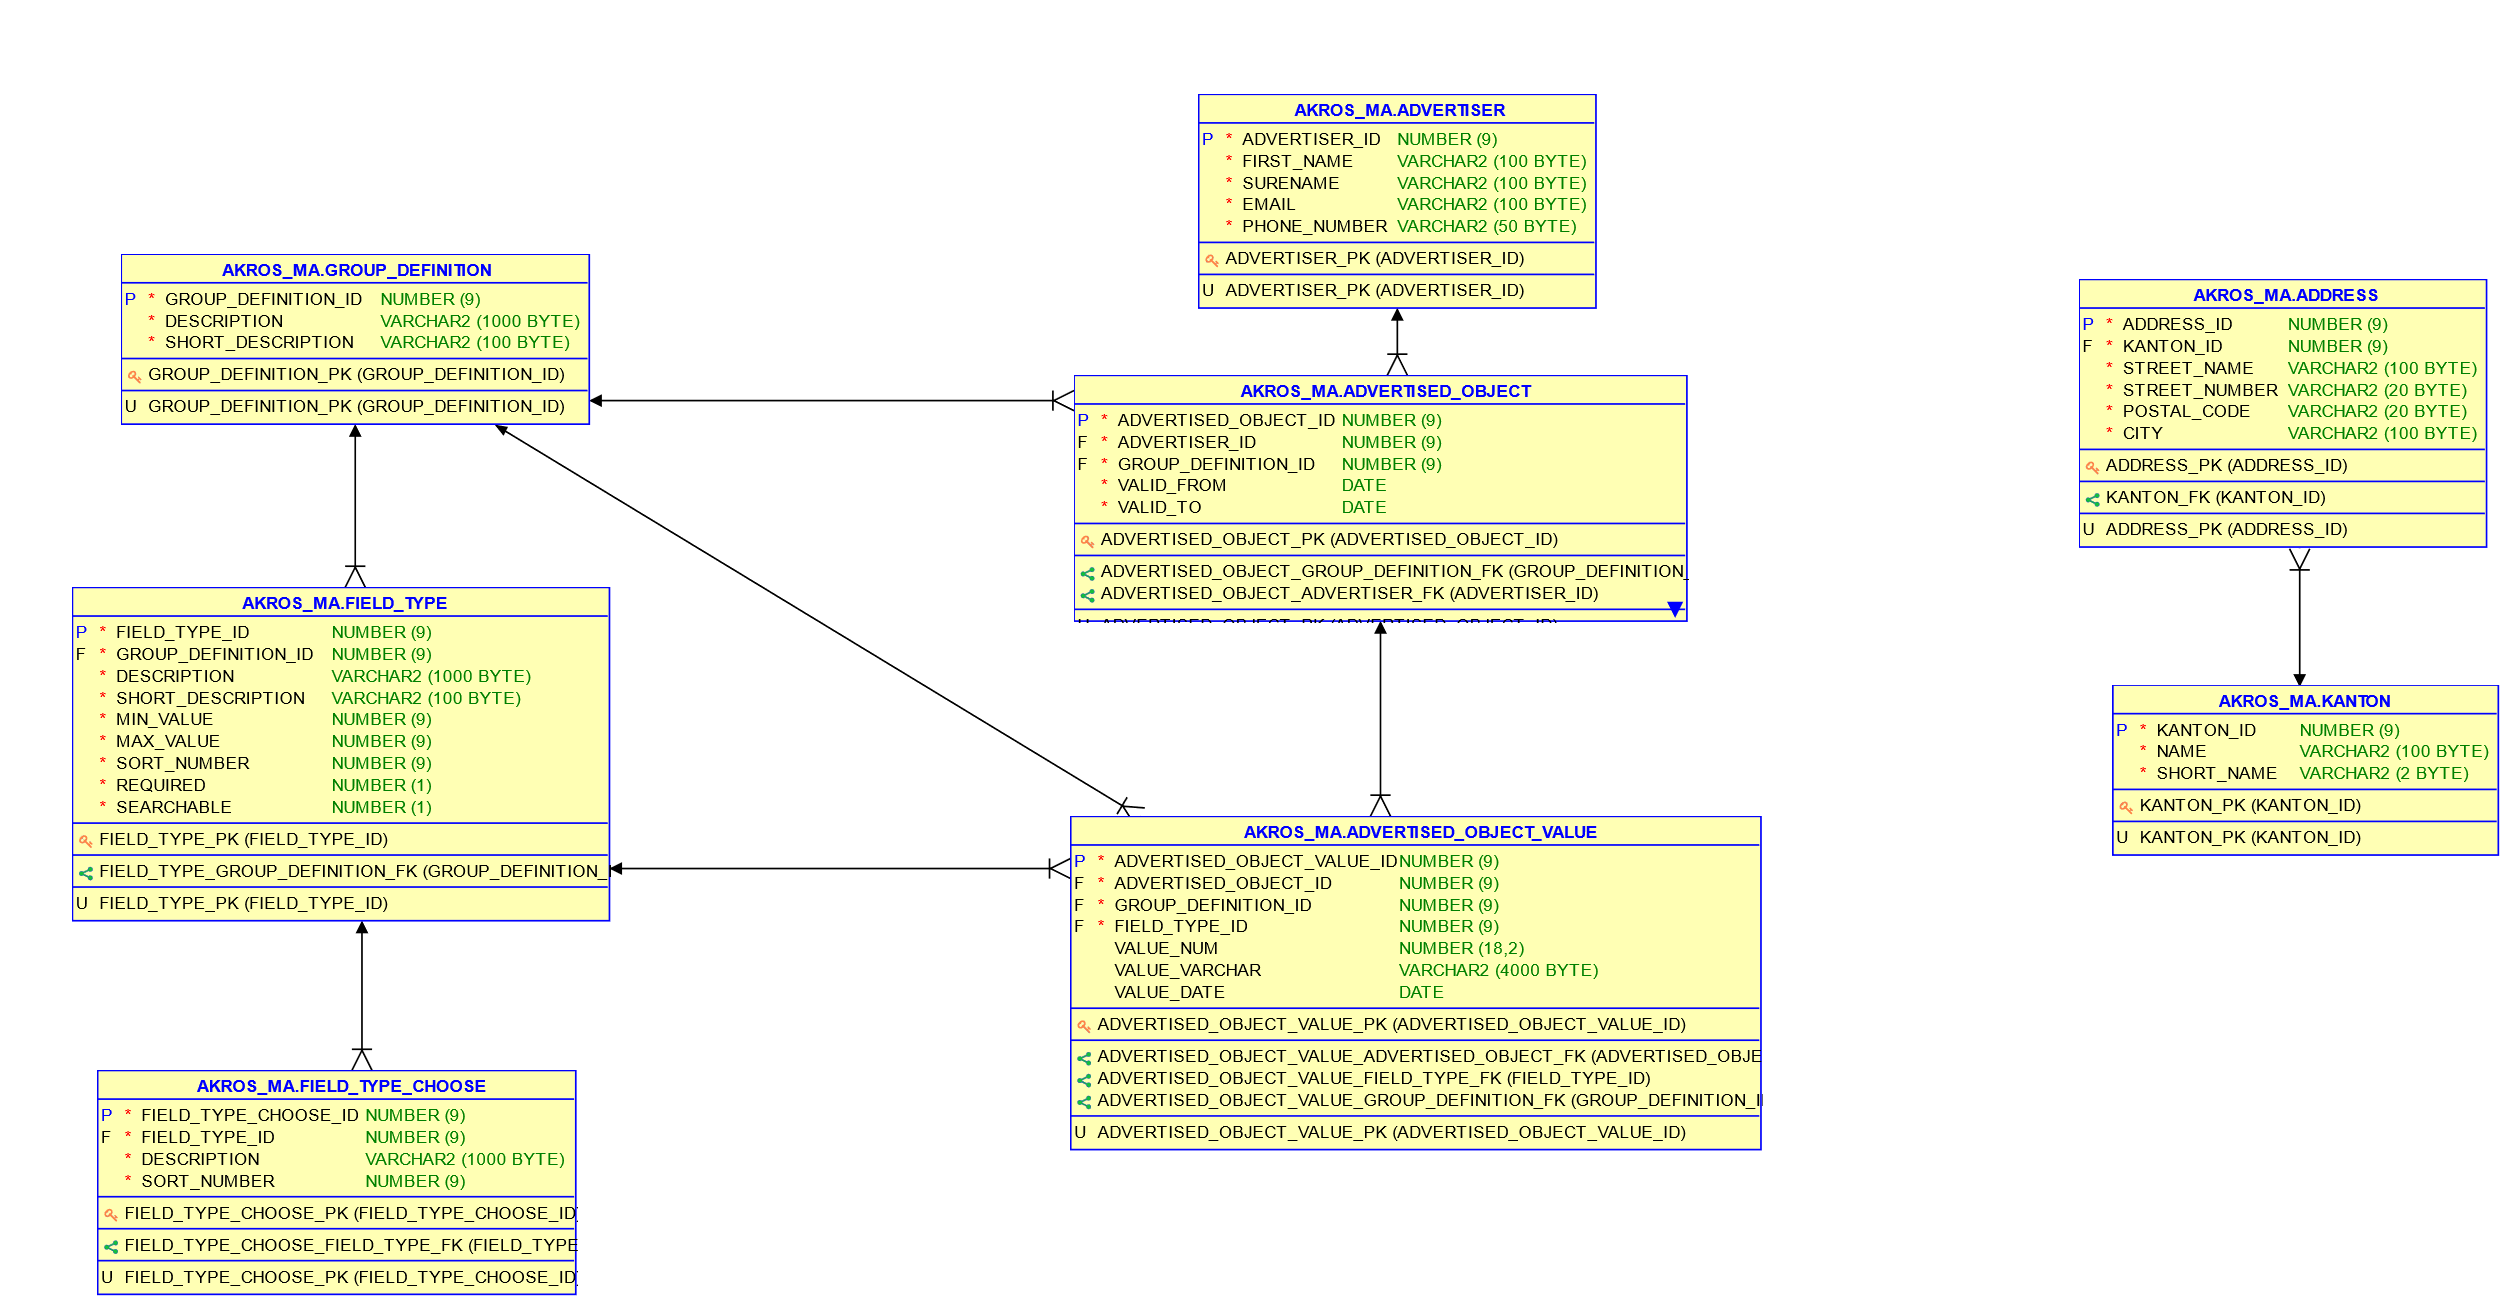 AKROS_MA.ADVERTISER
P * ADVERTISER_ID NUMBER (9)
* FIRST_NAME VARCHAR2 (100 BYTE)
* SURENAME VARCHAR2 (100 BYTE)
* EMAIL VARCHAR2 (100 BYTE)
* PHONE_NUMBER VARCHAR2 (50 BYTE)
ADVERTISER_PK (ADVERTISER_ID)
U ADVERTISER_PK (ADVERTISER_ID)
AKROS_MA.GROUP_DEFINITION
P * GROUP_DEFINITION_ID NUMBER (9)
* DESCRIPTION VARCHAR2 (1000 BYTE)
* SHORT_DESCRIPTION VARCHAR2 (100 BYTE)
GROUP_DEFINITION_PK (GROUP_DEFINITION_ID)
U GROUP_DEFINITION_PK (GROUP_DEFINITION_ID)
AKROS_MA.ADDRESS
P * ADDRESS_ID NUMBER (9)
F * KANTON_ID NUMBER (9)
* STREET_NAME VARCHAR2 (100 BYTE)
* STREET_NUMBER VARCHAR2 (20 BYTE)
* POSTAL_CODE VARCHAR2 (20 BYTE)
* CITY VARCHAR2 (100 BYTE)
ADDRESS_PK (ADDRESS_ID)
KANTON_FK (KANTON_ID)
U ADDRESS_PK (ADDRESS_ID)
AKROS_MA.ADVERTISED_OBJECT
P * ADVERTISED_OBJECT_ID NUMBER (9)
F * ADVERTISER_ID NUMBER (9)
F * GROUP_DEFINITION_ID NUMBER (9)
* VALID_FROM DATE
* VALID_TO DATE
ADVERTISED_OBJECT_PK (ADVERTISED_OBJECT_ID)
ADVERTISED_OBJECT_GROUP_DEFINITION_FK (GROUP_DEFINITION_
ADVERTISED_OBJECT_ADVERTISER_FK (ADVERTISER_ID)
U ADVERTISED_OBJECT_PK (ADVERTISED_OBJECT_ID)
AKROS_MA.FIELD_TYPE
P * FIELD_TYPE_ID NUMBER (9)
F * GROUP_DEFINITION_ID NUMBER (9)
* DESCRIPTION VARCHAR2 (1000 BYTE)
* SHORT_DESCRIPTION VARCHAR2 (100 BYTE)
* MIN_VALUE NUMBER (9)
* MAX_VALUE NUMBER (9)
* SORT_NUMBER NUMBER (9)
* REQUIRED NUMBER (1)
* SEARCHABLE NUMBER (1)
FIELD_TYPE_PK (FIELD_TYPE_ID)
FIELD_TYPE_GROUP_DEFINITION_FK (GROUP_DEFINITION_
U FIELD_TYPE_PK (FIELD_TYPE_ID)
AKROS_MA.KANTON
P * KANTON_ID NUMBER (9)
* NAME VARCHAR2 (100 BYTE)
* SHORT_NAME VARCHAR2 (2 BYTE)
KANTON_PK (KANTON_ID)
U KANTON_PK (KANTON_ID)
AKROS_MA.ADVERTISED_OBJECT_VALUE
P * ADVERTISED_OBJECT_VALUE_ID NUMBER (9)
F * ADVERTISED_OBJECT_ID NUMBER (9)
F * GROUP_DEFINITION_ID NUMBER (9)
F * FIELD_TYPE_ID NUMBER (9)
VALUE_NUM NUMBER (18,2)
VALUE_VARCHAR VARCHAR2 (4000 BYTE)
VALUE_DATE DATE
ADVERTISED_OBJECT_VALUE_PK (ADVERTISED_OBJECT_VALUE_ID)
ADVERTISED_OBJECT_VALUE_ADVERTISED_OBJECT_FK (ADVERTISED_OBJE
ADVERTISED_OBJECT_VALUE_FIELD_TYPE_FK (FIELD_TYPE_ID)
ADVERTISED_OBJECT_VALUE_GROUP_DEFINITION_FK (GROUP_DEFINITION_I
U ADVERTISED_OBJECT_VALUE_PK (ADVERTISED_OBJECT_VALUE_ID)
AKROS_MA.FIELD_TYPE_CHOOSE
P * FIELD_TYPE_CHOOSE_ID NUMBER (9)
F * FIELD_TYPE_ID NUMBER (9)
* DESCRIPTION VARCHAR2 (1000 BYTE)
* SORT_NUMBER NUMBER (9)
FIELD_TYPE_CHOOSE_PK (FIELD_TYPE_CHOOSE_ID
FIELD_TYPE_CHOOSE_FIELD_TYPE_FK (FIELD_TYPE
U FIELD_TYPE_CHOOSE_PK (FIELD_TYPE_CHOOSE_ID